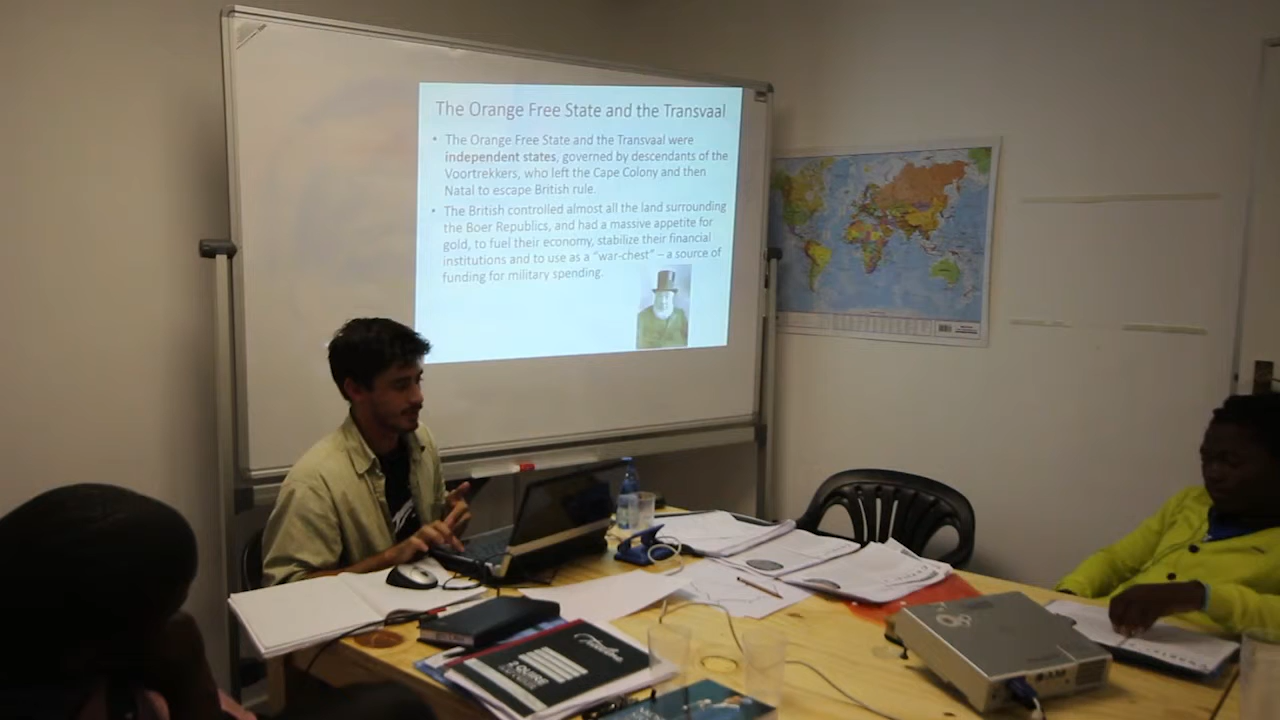 The Orange Free State and the Transvaal
• The Orange Free State and the Transvaal were
independent states, governed by descendants of the
Voortrekkers, who left the Cape Colony and then
Natal to escape British rule.
• The British controlled almost all the land surrounding
the Boer Republics, and had a massive appetite for
gold, to fuel their economy, stabilize their financial
institutions and to use as a “war-chest” – a source of
funding for military spending.
2 QUIRE